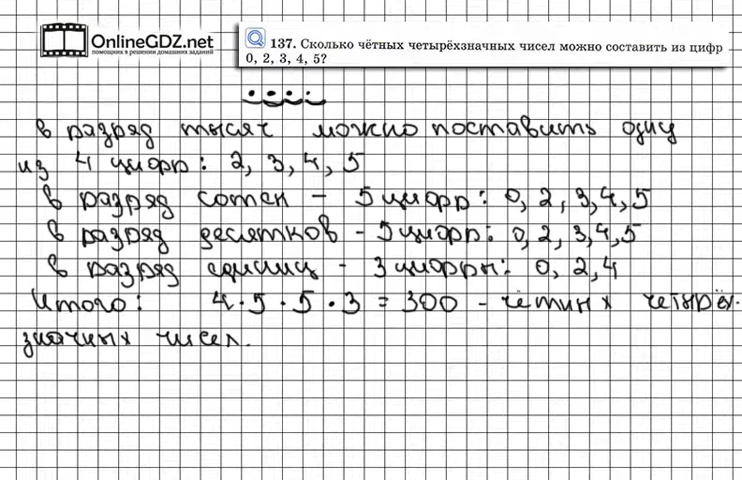 OnlineGDZ.net
помощник в решении домашних заданий
137. Сколько чётных четырёхзначных чисел можно составить из цифр
0, 2, 3, 4, 5?
в разряд тысяч можно поставить одну
из 4 цифр: 2, 3, 4, 5
в разряд сотен - 5 цифр: 0, 2, 3, 4, 5
в разряд десятков - 5 цифр: 0, 2, 3, 4, 5
в разряд единиц - 3 цифры: 0, 2, 4
Итого: 4 · 5 · 5 · 3 = 300 - чётных четырёх-
значных чисел.